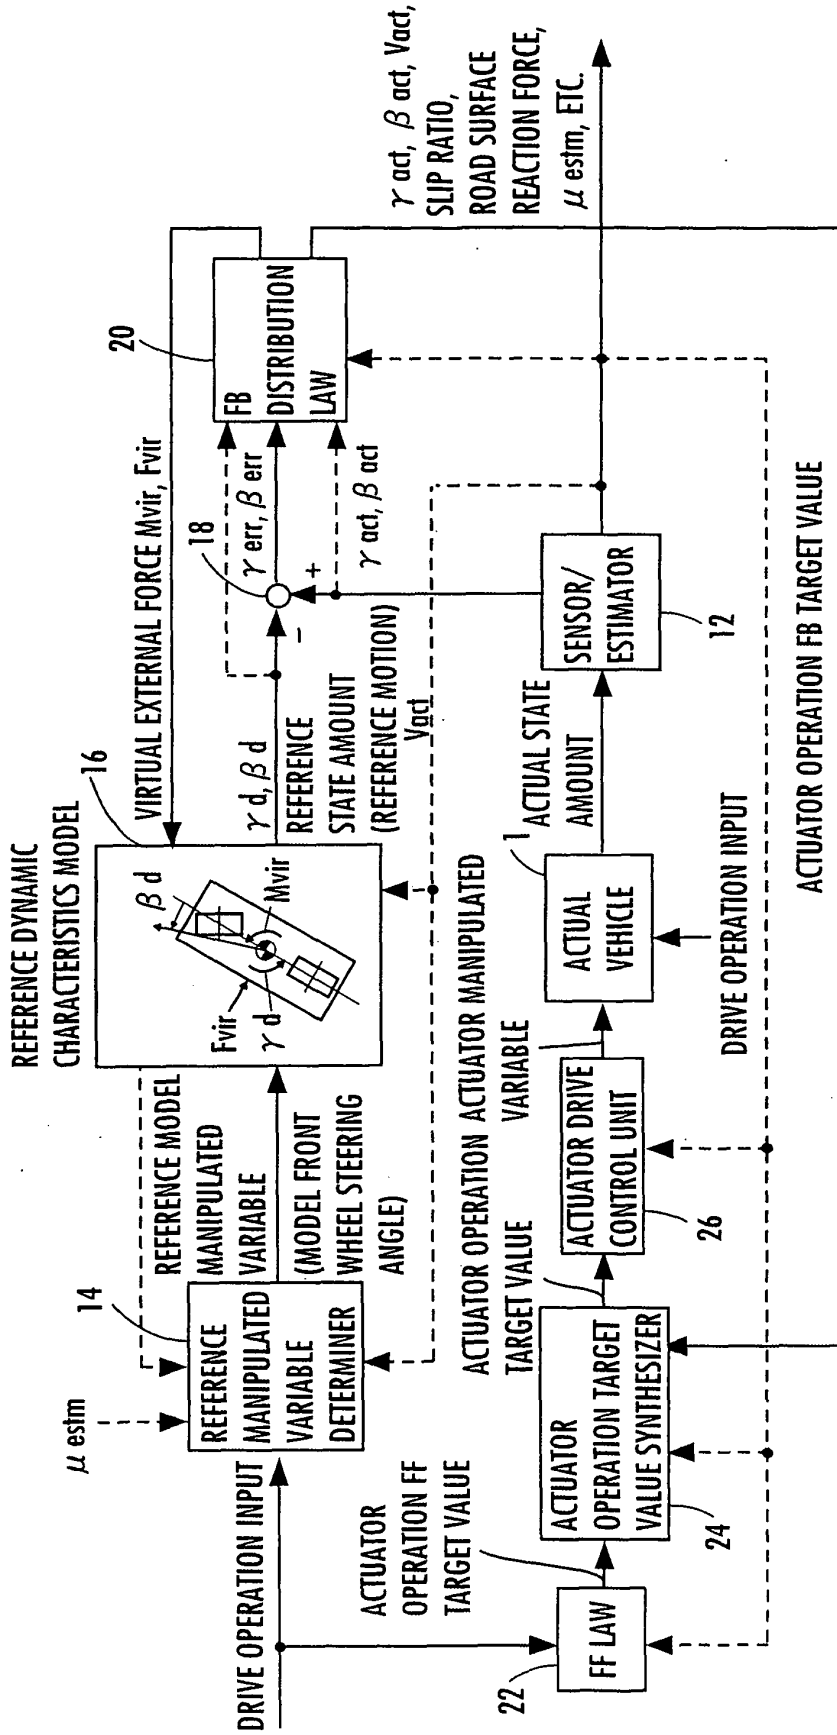 REFERENCE DYNAMIC
CHARACTERISTICS MODEL
16
VIRTUAL EXTERNAL FORCE Mvir, Fvir
20
μ estm
14
REFERENCE
MANIPULATED
VARIABLE
DETERMINER
REFERENCE MODEL
MANIPULATED
VARIABLE
(MODEL FRONT
WHEEL STEERING
ANGLE)
β d
Fvir
γ d
Mvir
γ d, β d
REFERENCE
STATE AMOUNT
(REFERENCE MOTION)
Vact
18
−
+
γ err, β err
γ act, β act
FB
DISTRIBUTION
LAW
γ act, β act, Vact,
SLIP RATIO,
ROAD SURFACE
REACTION FORCE,
μ estm, ETC.
DRIVE OPERATION INPUT
ACTUATOR
OPERATION FF
TARGET VALUE
22
FF LAW
ACTUATOR
OPERATION TARGET
VALUE SYNTHESIZER
24
ACTUATOR OPERATION
TARGET VALUE
ACTUATOR DRIVE
CONTROL UNIT
26
ACTUATOR MANIPULATED
VARIABLE
1
ACTUAL
VEHICLE
DRIVE OPERATION INPUT
ACTUAL STATE
AMOUNT
SENSOR/
ESTIMATOR
12
ACTUATOR OPERATION FB TARGET VALUE